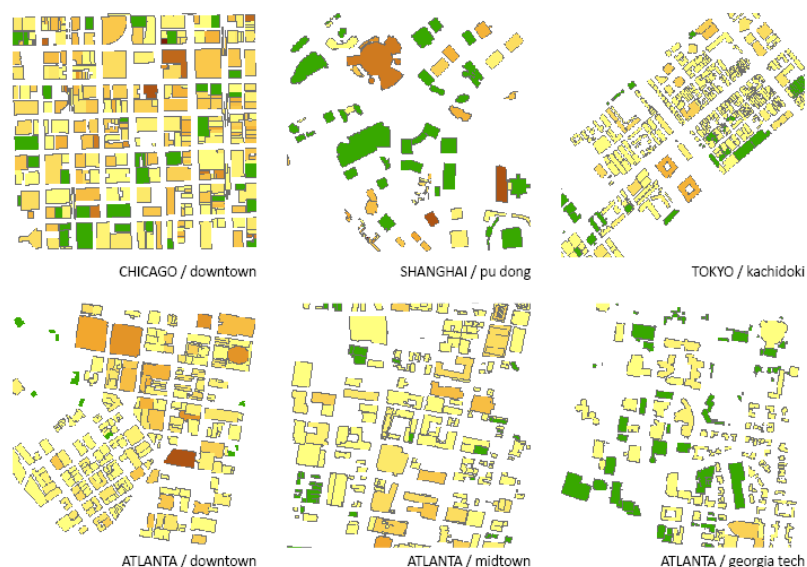 CHICAGO / downtown
SHANGHAI / pu dong
TOKYO / kachidoki
ATLANTA / downtown
ATLANTA / midtown
ATLANTA / georgia tech